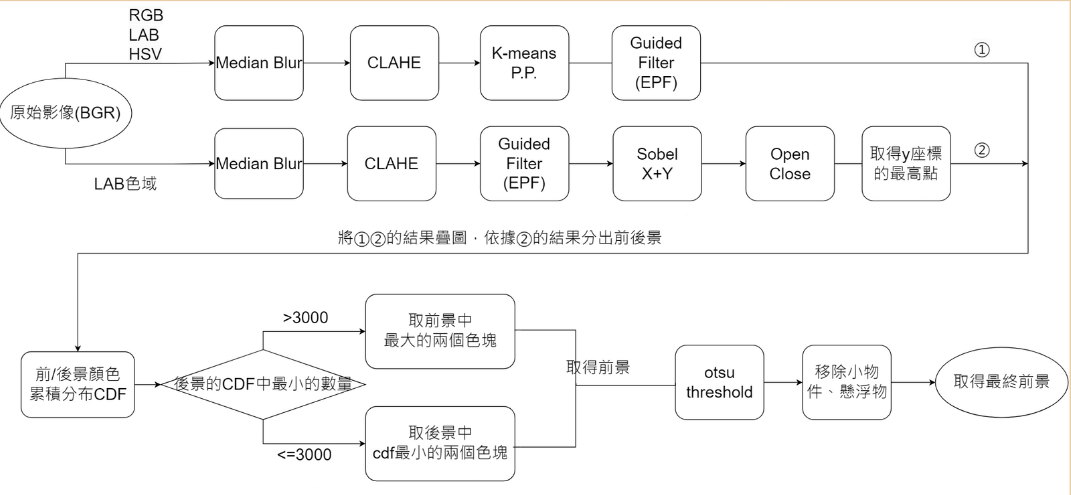 RGB
LAB
HSV
原始影像(BGR)
Median Blur
CLAHE
K-means
P.P.
Guided
Filter
(EPF)
①
LAB色域
Median Blur
CLAHE
Guided
Filter
(EPF)
Sobel
X+Y
Open
Close
取得y座標
的最高點
②
將①②的結果疊圖，依據②的結果分出前後景
前/後景顏色
累積分布CDF
後景的CDF中最小的數量
>3000
取前景中
最大的兩個色塊
<=3000
取後景中
cdf最小的兩個色塊
取得前景
otsu
threshold
移除小物
件、懸浮物
取得最終前景